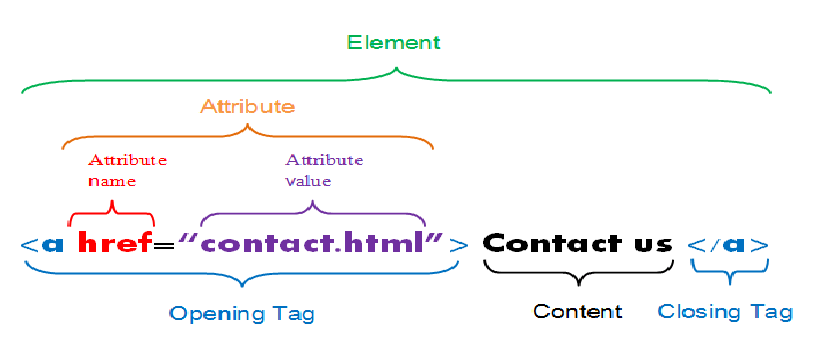 Element
Attribute
Attribute name
Attribute value
<a href=“contact.html”> Contact us </a>
Opening Tag
Content
Closing Tag